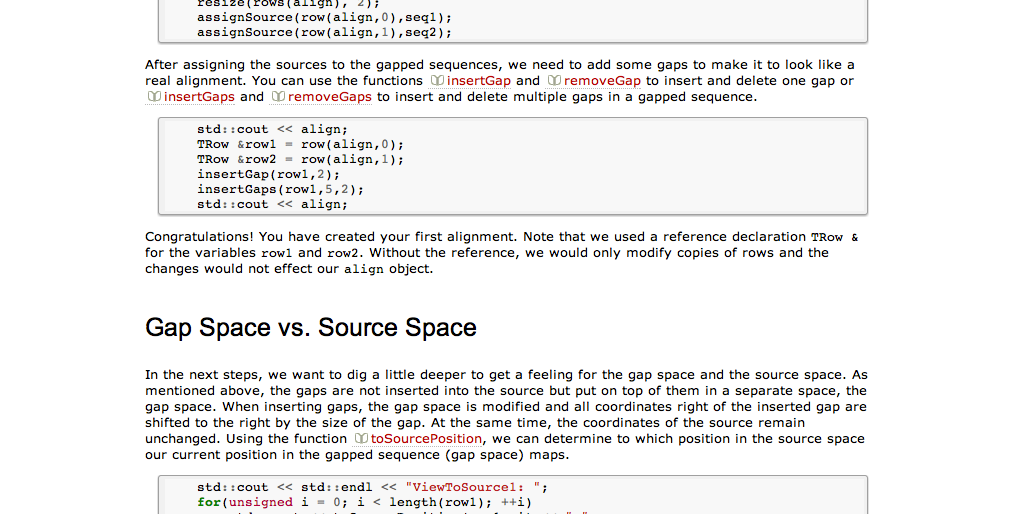 resize(rows(align), 2);
assignSource(row(align,0),seq1);
assignSource(row(align,1),seq2);
After assigning the sources to the gapped sequences, we need to add some gaps to make it to look like a
real alignment. You can use the functions insertGap and removeGap to insert and delete one gap or
insertGaps and removeGaps to insert and delete multiple gaps in a gapped sequence.
std::cout << align;
TRow &row1 = row(align,0);
TRow &row2 = row(align,1);
insertGap(row1,2);
insertGaps(row1,5,2);
std::cout << align;
Congratulations! You have created your first alignment. Note that we used a reference declaration TRow &
for the variables row1 and row2. Without the reference, we would only modify copies of rows and the
changes would not effect our align object.
Gap Space vs. Source Space
In the next steps, we want to dig a little deeper to get a feeling for the gap space and the source space. As
mentioned above, the gaps are not inserted into the source but put on top of them in a separate space, the
gap space. When inserting gaps, the gap space is modified and all coordinates right of the inserted gap are
shifted to the right by the size of the gap. At the same time, the coordinates of the source remain
unchanged. Using the function toSourcePosition, we can determine to which position in the source space
our current position in the gapped sequence (gap space) maps.
std::cout << std::endl << "ViewToSource1: ";
for(unsigned i = 0; i < length(row1); ++i)